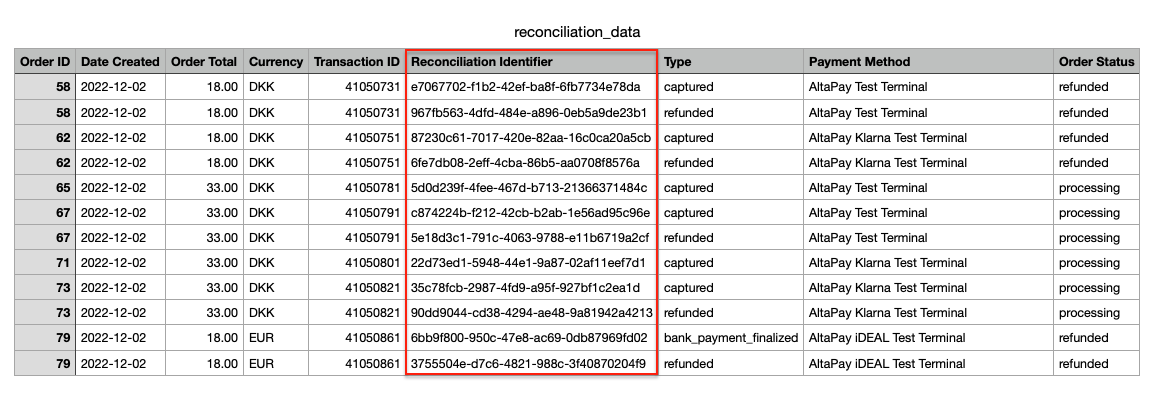 reconciliation_data
Order ID Date Created Order Total Currency Transaction ID Reconciliation Identifier Type Payment Method Order Status
58 2022-12-02 18.00 DKK 41050731 e7067702-f1b2-42ef-ba8f-6fb7734e78da captured AltaPay Test Terminal refunded
58 2022-12-02 18.00 DKK 41050731 967fb563-4dfd-484e-a896-0eb5a9de23b1 refunded AltaPay Test Terminal refunded
62 2022-12-02 18.00 DKK 41050751 87230c61-7017-420e-82aa-16c0ca20a5cb captured AltaPay Klarna Test Terminal refunded
62 2022-12-02 18.00 DKK 41050751 6fe7db08-2eff-4cba-86b5-aa0708f8576a refunded AltaPay Klarna Test Terminal refunded
65 2022-12-02 33.00 DKK 41050781 5d0d239f-4fee-467d-b713-21366371484c captured AltaPay Test Terminal processing
67 2022-12-02 33.00 DKK 41050791 c874224b-f212-42cb-b2ab-1e56ad95c96e captured AltaPay Test Terminal processing
67 2022-12-02 33.00 DKK 41050791 5e18d3c1-791c-4063-9788-e11b6719a2cf refunded AltaPay Test Terminal processing
71 2022-12-02 33.00 DKK 41050801 22d73ed1-5948-44e1-9a87-02af11eef7d1 captured AltaPay Klarna Test Terminal processing
73 2022-12-02 33.00 DKK 41050821 35c78fcb-2987-4fd9-a95f-927bf1c2ea1d captured AltaPay Klarna Test Terminal processing
73 2022-12-02 33.00 DKK 41050821 90dd9044-cd38-4294-ae48-9a81942a4213 refunded AltaPay Klarna Test Terminal processing
79 2022-12-02 18.00 EUR 41050861 6bb9f800-950c-47e8-ac69-0db87969fd02 bank_payment_finalized AltaPay iDEAL Test Terminal refunded
79 2022-12-02 18.00 EUR 41050861 3755504e-d7c6-4821-988c-3f40870204f9 refunded AltaPay iDEAL Test Terminal refunded